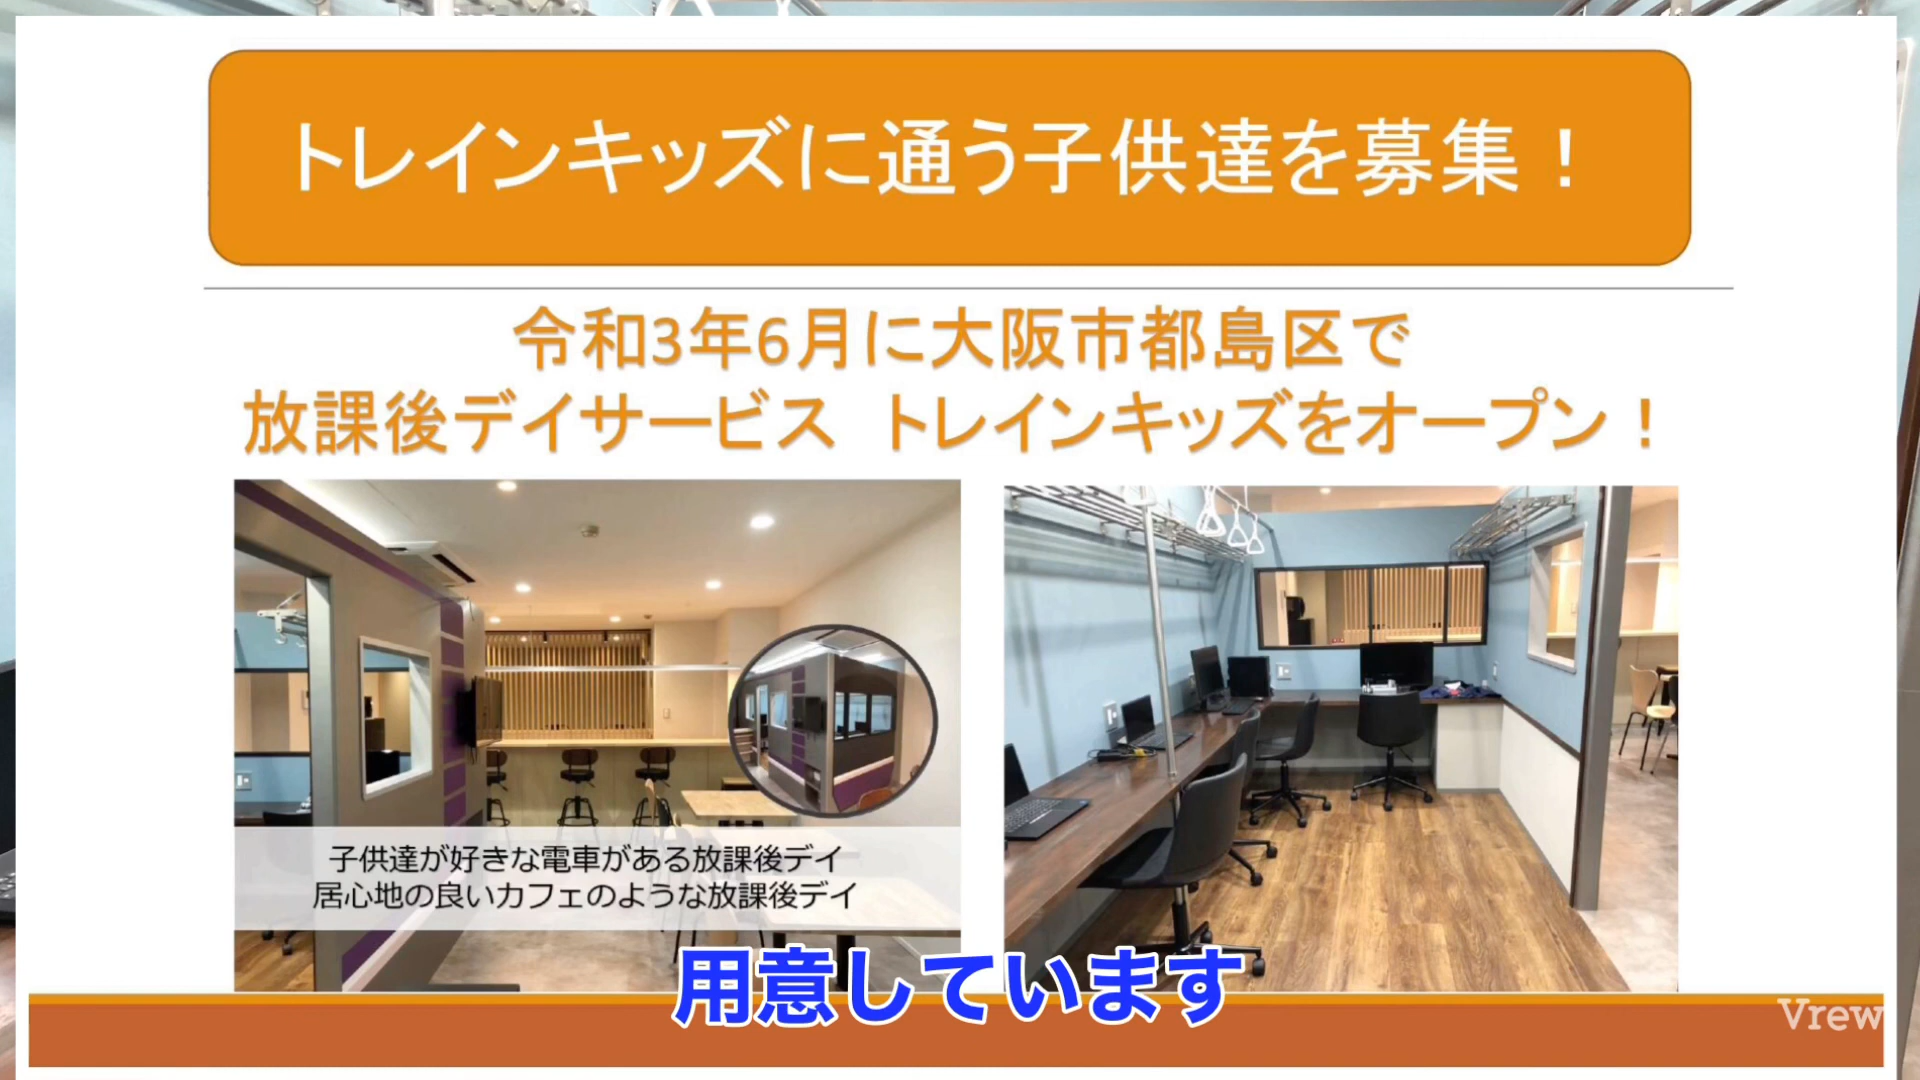 トレインキッズに通う子供達を募集！
令和3年6月に大阪市都島区で
放課後デイサービス　トレインキッズをオープン！
子供達が好きな電車がある放課後デイ
居心地の良いカフェのような放課後デイ
用意しています
Vrew